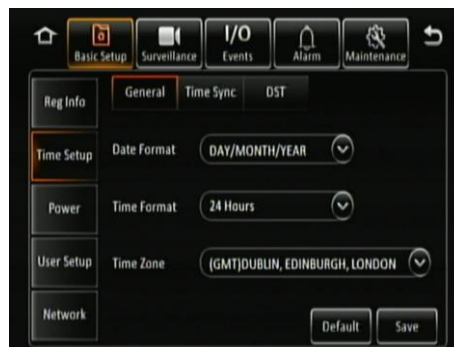 I/O
Basic Setup Surveillance Events Alarm Maintenance
Reg Info
General Time Sync DST
Time Setup
Date Format DAY/MONTH/YEAR
Power
Time Format 24 Hours
User Setup
Time Zone (GMT)DUBLIN, EDINBURGH, LONDON
Network
Default Save